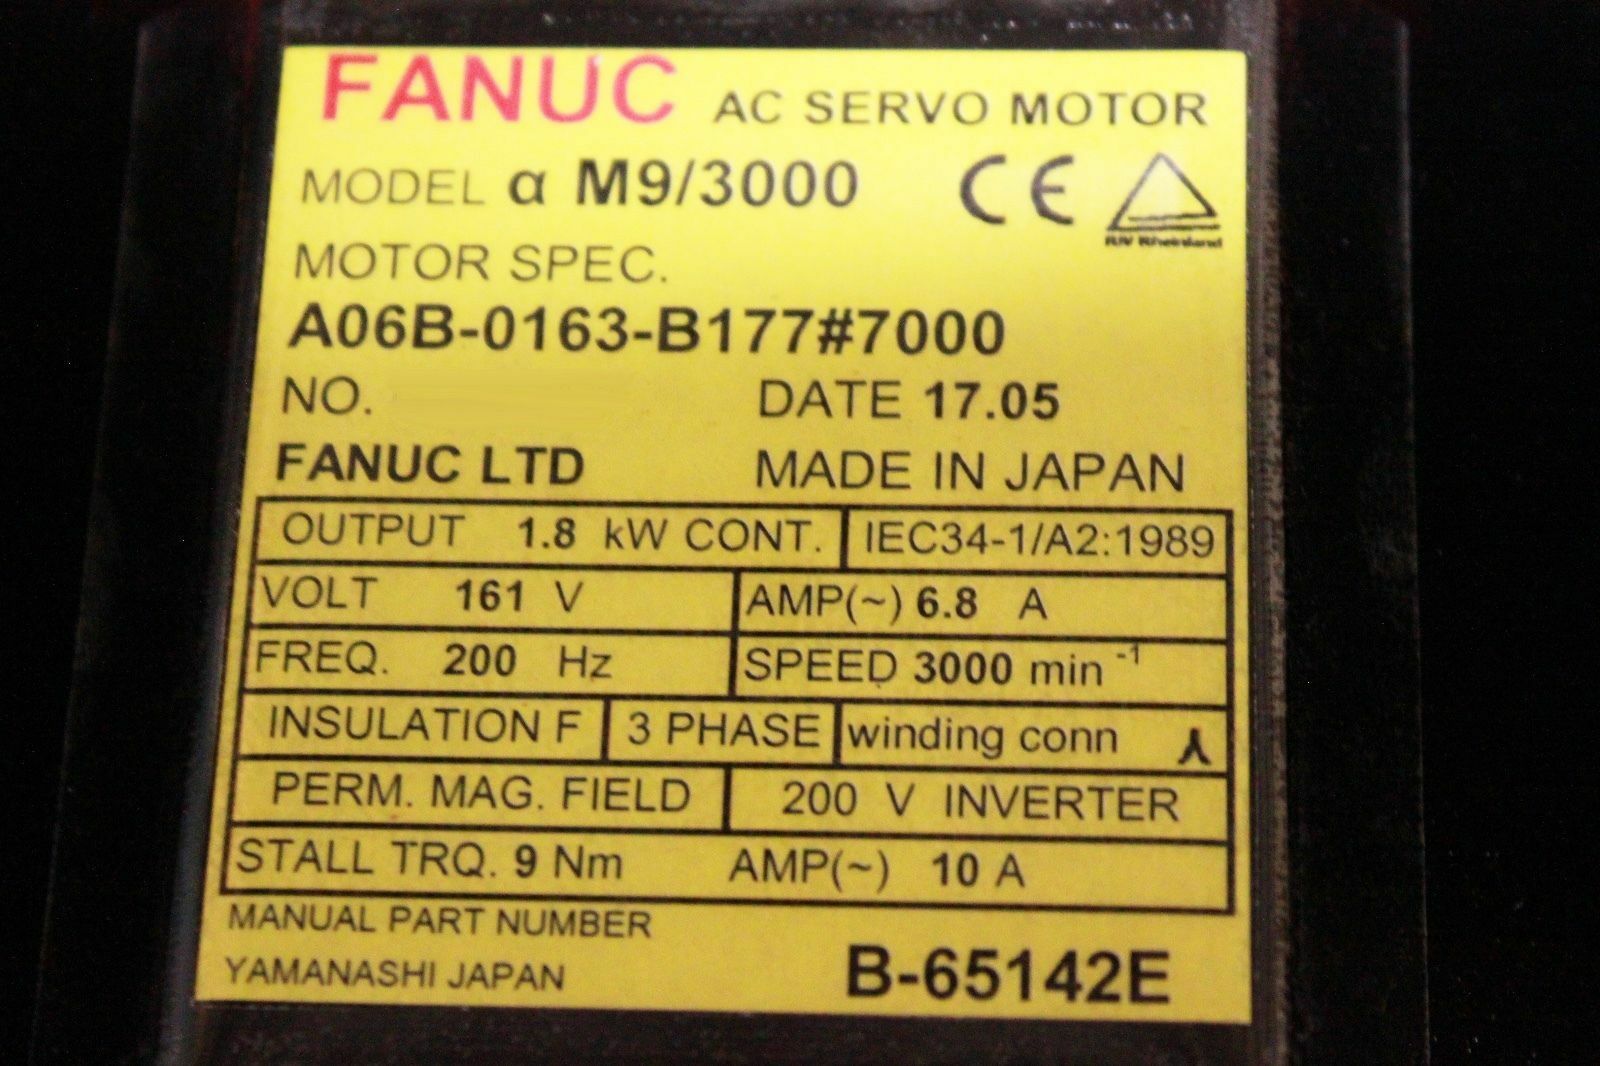 FANUC AC SERVO MOTOR
MODEL α M9/3000 CE
TUV Rheinland
MOTOR SPEC.
A06B-0163-B177#7000
NO. DATE 17.05
FANUC LTD MADE IN JAPAN
OUTPUT 1.8 kW CONT. IEC34-1/A2:1989
VOLT 161 V AMP(~) 6.8 A
FREQ. 200 Hz SPEED 3000 min -1
INSULATION F 3 PHASE winding conn
PERM. MAG. FIELD 200 V INVERTER
STALL TRQ. 9 Nm AMP(~) 10 A
MANUAL PART NUMBER
YAMANASHI JAPAN B-65142E